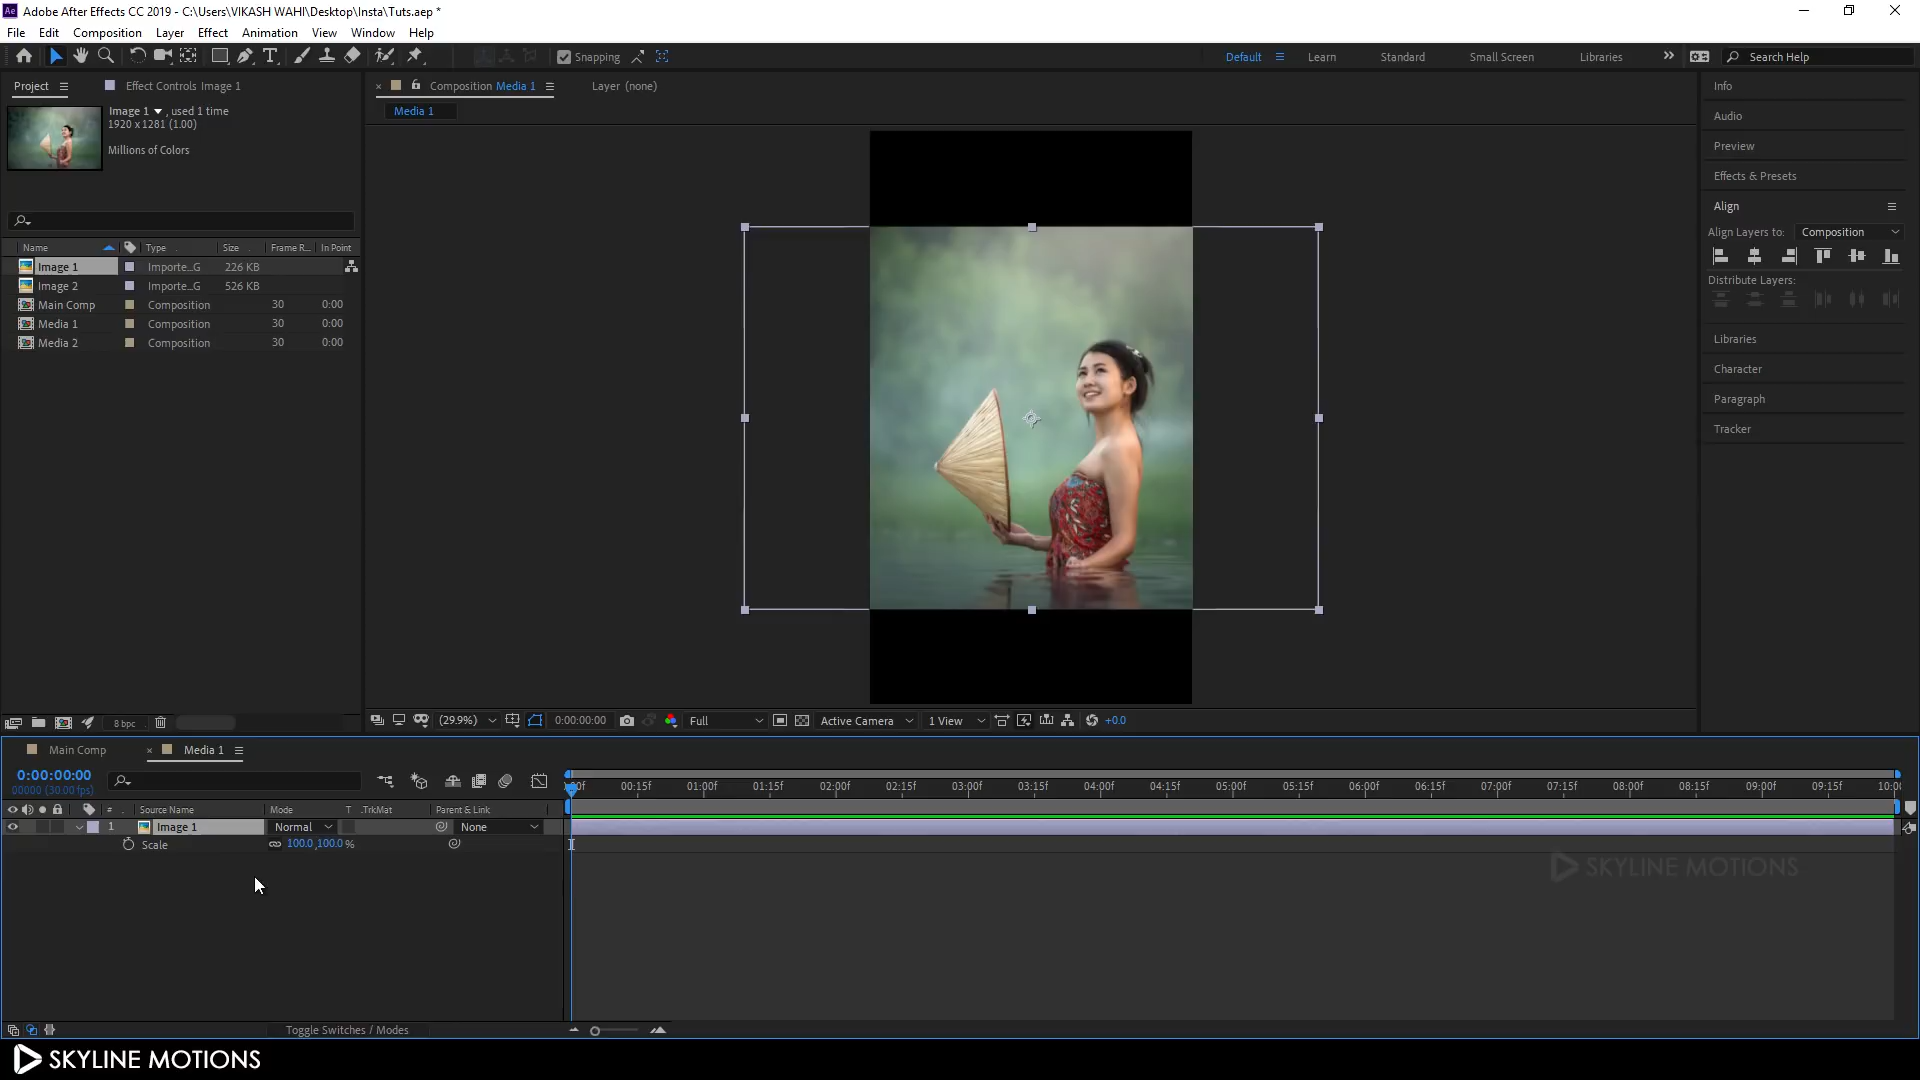 Adobe After Effects CC 2019 - C:\Users\VIKASH WAHI\Desktop\Insta\Tuts.aep *
File Edit Composition Layer Effect Animation View Window Help
Snapping
Default Learn Standard Small Screen Libraries Search Help
Project Effect Controls Image 1
Composition Media 1 Layer (none)
Media 1
Image 1 , used 1 time
1920 x 1281 (1.00)
Millions of Colors
Name Type Size Frame R... In Point
Image 1 Importe...G 226 KB
Image 2 Importe...G 526 KB
Main Comp Composition 30 0:00
Media 1 Composition 30 0:00
Media 2 Composition 30 0:00
8 bpc
Info
Audio
Preview
Effects & Presets
Align
Align Layers to: Composition
Distribute Layers:
Libraries
Character
Paragraph
Tracker
(29.9%) 0:00:00:00 Full Active Camera 1 View +0.0
Main Comp Media 1
0:00:00:00
00000 (30.00 fps)
:00f 00:15f 01:00f 01:15f 02:00f 02:15f 03:00f 03:15f 04:00f 04:15f 05:00f 05:15f 06:00f 06:15f 07:00f 07:15f 08:00f 08:15f 09:00f 09:15f 10:00
# Source Name Mode T .TrkMat Parent & Link
1 Image 1 Normal None
Scale 100.0,100.0%
SKYLINE MOTIONS
Toggle Switches / Modes
SKYLINE MOTIONS